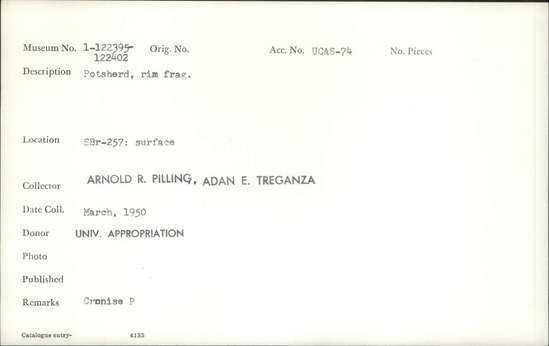 Museum No. 1-122395- Orig. No. Acc. No. UCAS-74 No. Pieces
122402
Description Potsherd, rim frag.
Location SBr-257: surface
Collector ARNOLD R. PILLING, ADAN E. TREGANZA
Date Coll. March, 1950
Donor UNIV. APPROPRIATION
Photo
Published
Remarks Cronise P
Catalogue entry- 4135